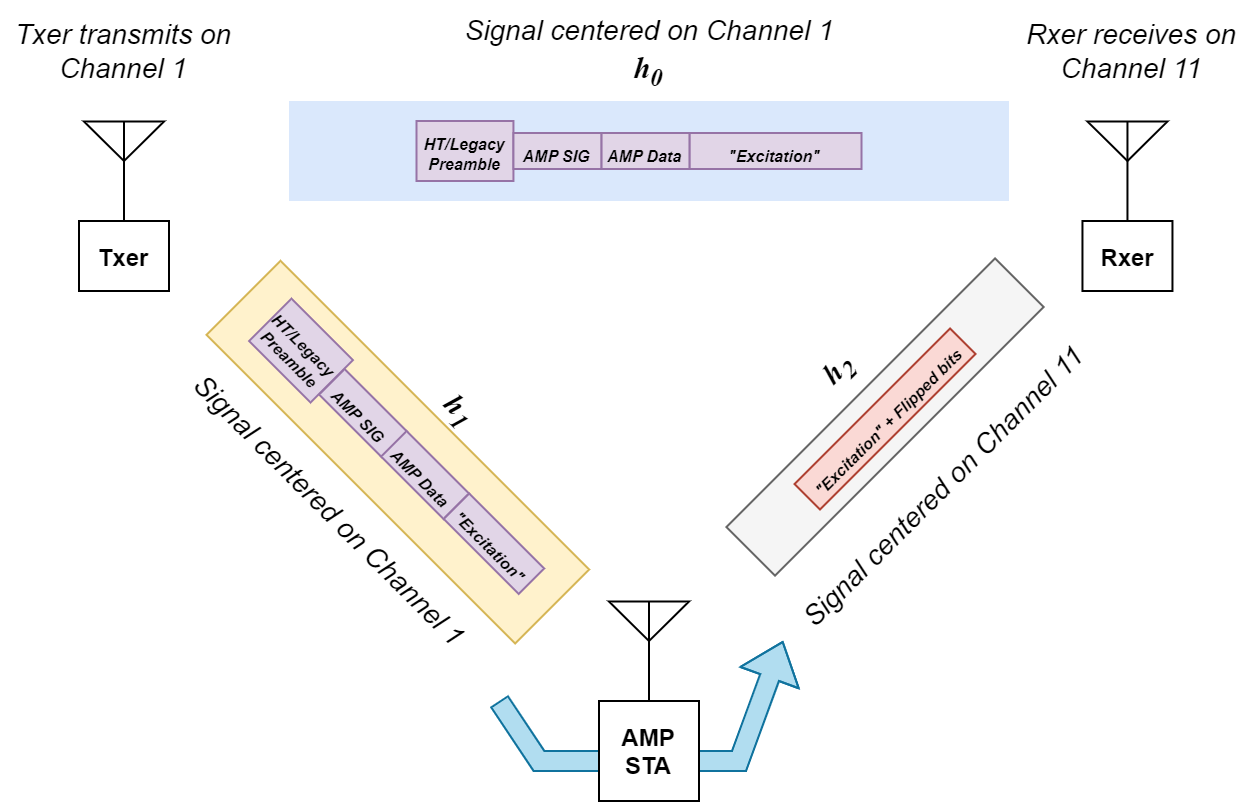 Txer transmits on
Channel 1
Signal centered on Channel 1
h0
Rxer receives on
Channel 11
HT/Legacy
Preamble
AMP SIG
AMP Data
"Excitation"
Txer
Rxer
HT/Legacy
Preamble
AMP SIG
AMP Data
"Excitation"
h1
Signal centered on Channel 1
h2
"Excitation" + Flipped bits
Signal centered on Channel 11
AMP
STA